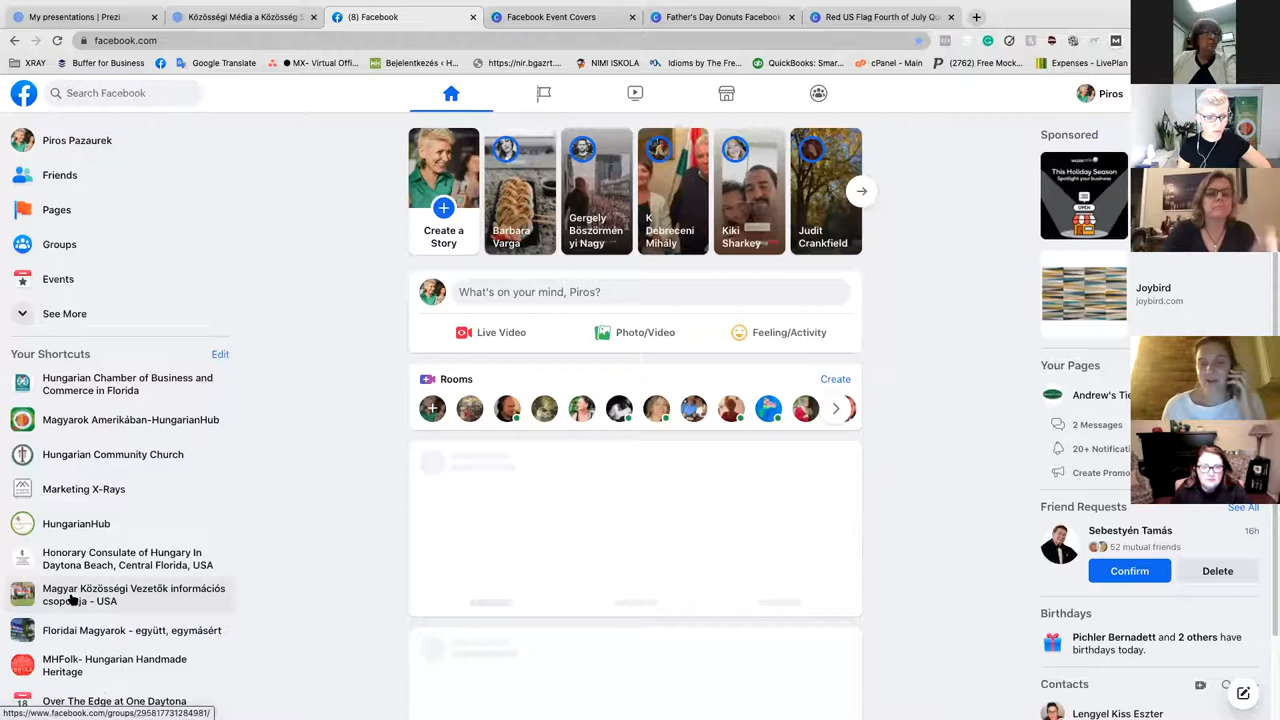 My presentations | Prezi
Közösségi Média a Közösség S
(8) Facebook
Facebook Event Covers
Father's Day Donuts Facebook
Red US Flag Fourth of July Qu
facebook.com
XRAY
Buffer for Business
Google Translate
MX- Virtual Offi...
Bejelentkezés < H...
https://nir.bgazrt....
NIMI ISKOLA
Idioms by The Fre...
QuickBooks: Smar...
cPanel - Main
(2762) Free Mock...
Expenses - LivePlan
Search Facebook
Piros
Piros Pazaurek
Friends
Pages
Groups
Events
See More
Your Shortcuts
Edit
Hungarian Chamber of Business and
Commerce in Florida
Magyarok Amerikában-HungarianHub
Hungarian Community Church
Marketing X-Rays
HungarianHub
Honorary Consulate of Hungary In
Daytona Beach, Central Florida, USA
Magyar Közösségi Vezetők információs
csoportja - USA
Floridai Magyarok - együtt, egymásért
MHFolk- Hungarian Handmade
Heritage
18
Over The Edge at One Daytona
https://www.facebook.com/groups/295817731284981/
Create a
Story
Barbara
Varga
Gergely
Böszörmé
nyi Nagy
K
Debreceni
Mihály
Kiki
Sharkey
Judit
Crankfield
What's on your mind, Piros?
Live Video
Photo/Video
Feeling/Activity
Rooms
Create
Sponsored
This Holiday Season
Spotlight your business
OPEN
Joybird
joybird.com
Your Pages
Andrew's Tie
2 Messages
20+ Notificati
Create Promo
Friend Requests
See All
Sebestyén Tamás
16h
52 mutual friends
Confirm
Delete
Birthdays
Pichler Bernadett and 2 others have
birthdays today.
Contacts
Lengyel Kiss Eszter